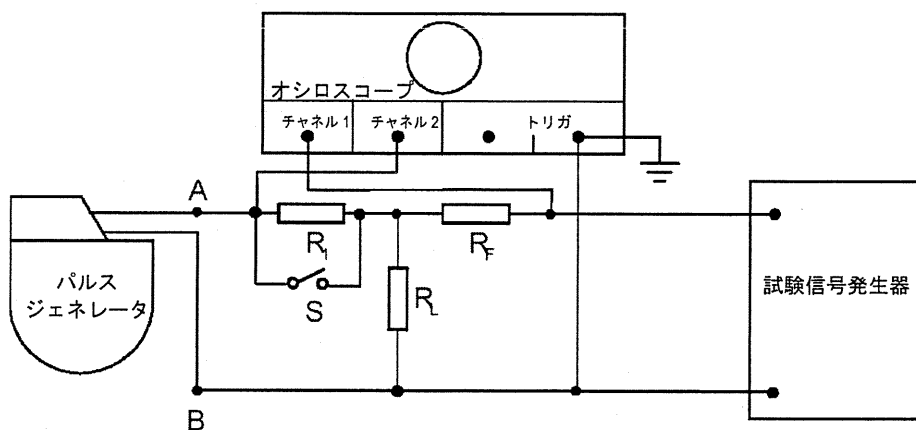 オシロスコープ
チャネル1
チャネル2
トリガ
A
R1
RF
S
RL
B
パルス
ジェネレータ
試験信号発生器